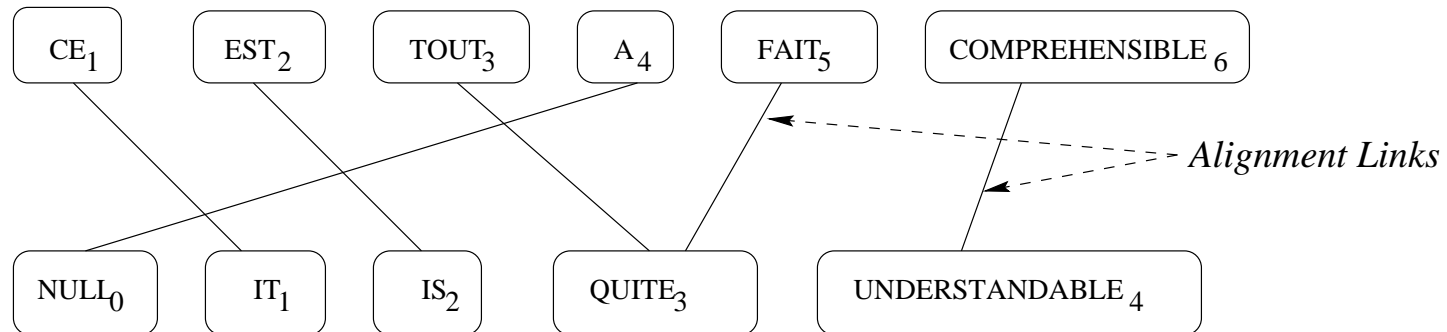 CE1 EST2 TOUT3 A4 FAIT5 COMPREHENSIBLE6
Alignment Links
NULL0 IT1 IS2 QUITE3 UNDERSTANDABLE4